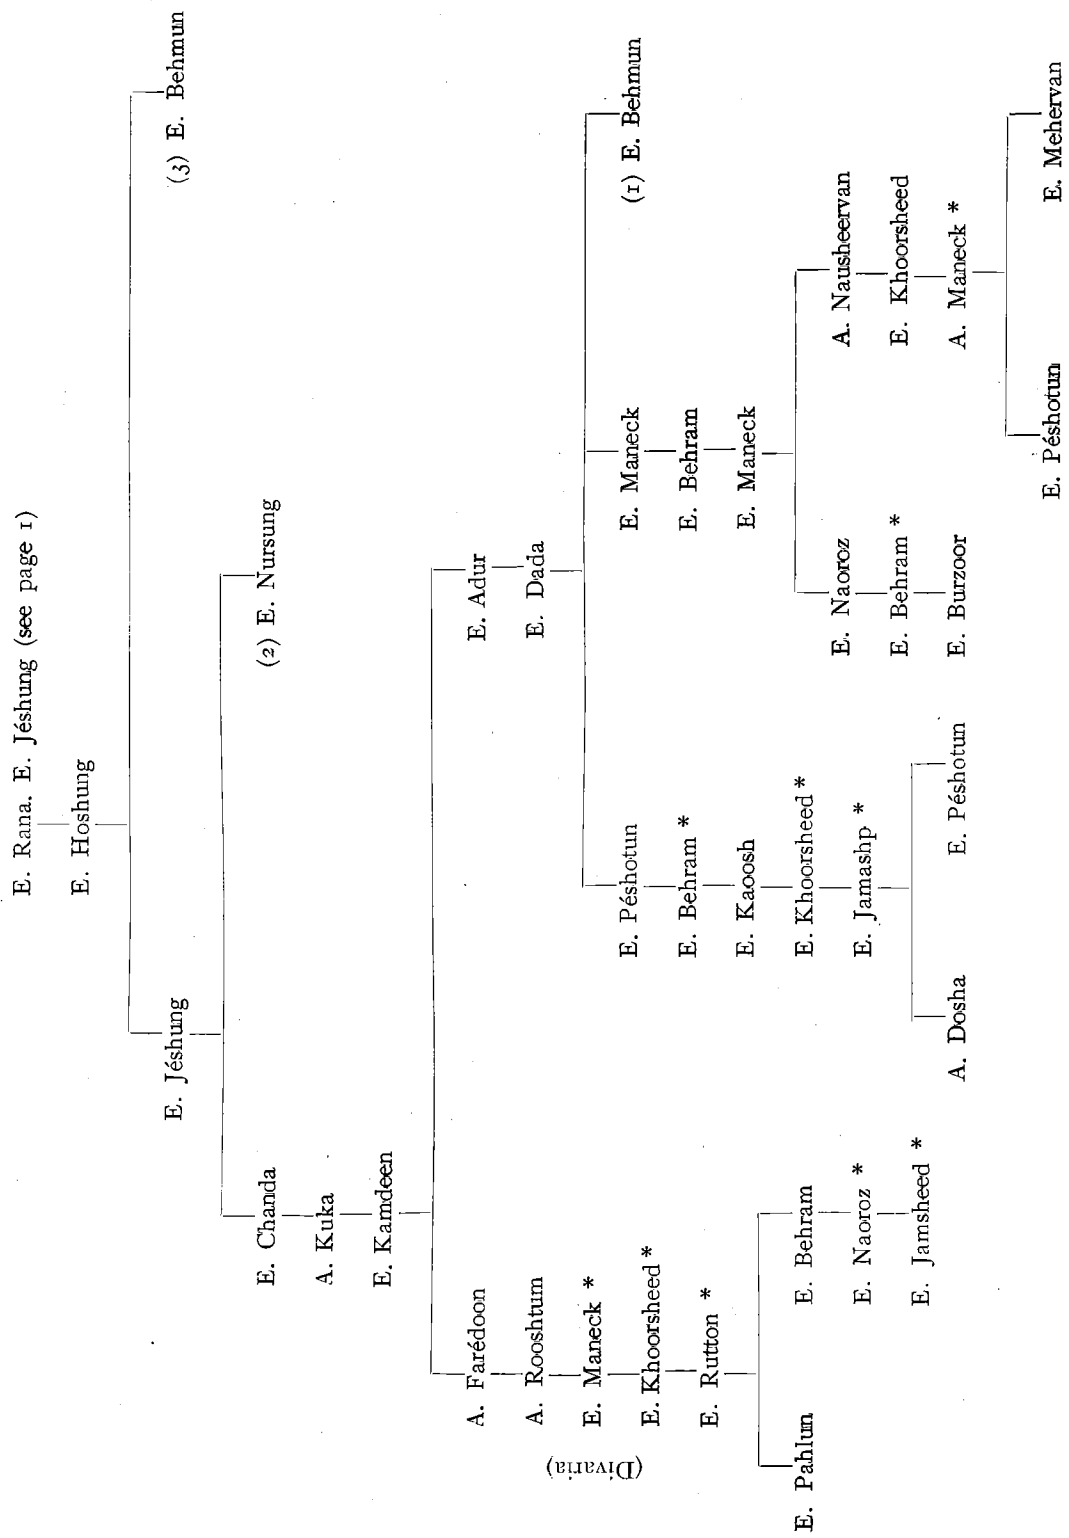 E. Rana. E. Jéshung (see page 1)
E. Hoshung
E. Jéshung
(3) E. Behmun
E. Chanda
(2) E. Nursung
A. Kuka
E. Kamdeen
A. Farédoon
E. Adur
A. Rooshtum
E. Dada
(Divaria)
E. Maneck *
E. Khoorsheed *
E. Rutton *
E. Péshotun
E. Maneck
(1) E. Behmun
E. Behram *
E. Behram
E. Kaoosh
E. Maneck
E. Khoorsheed *
E. Jamashp *
E. Pahlun
E. Behram
E. Naoroz
A. Nausheervan
E. Naoroz *
E. Behram *
E. Khoorsheed
E. Jamsheed *
A. Dosha
E. Péshotun
E. Burzoor
A. Maneck *
E. Péshotun
E. Mehervan